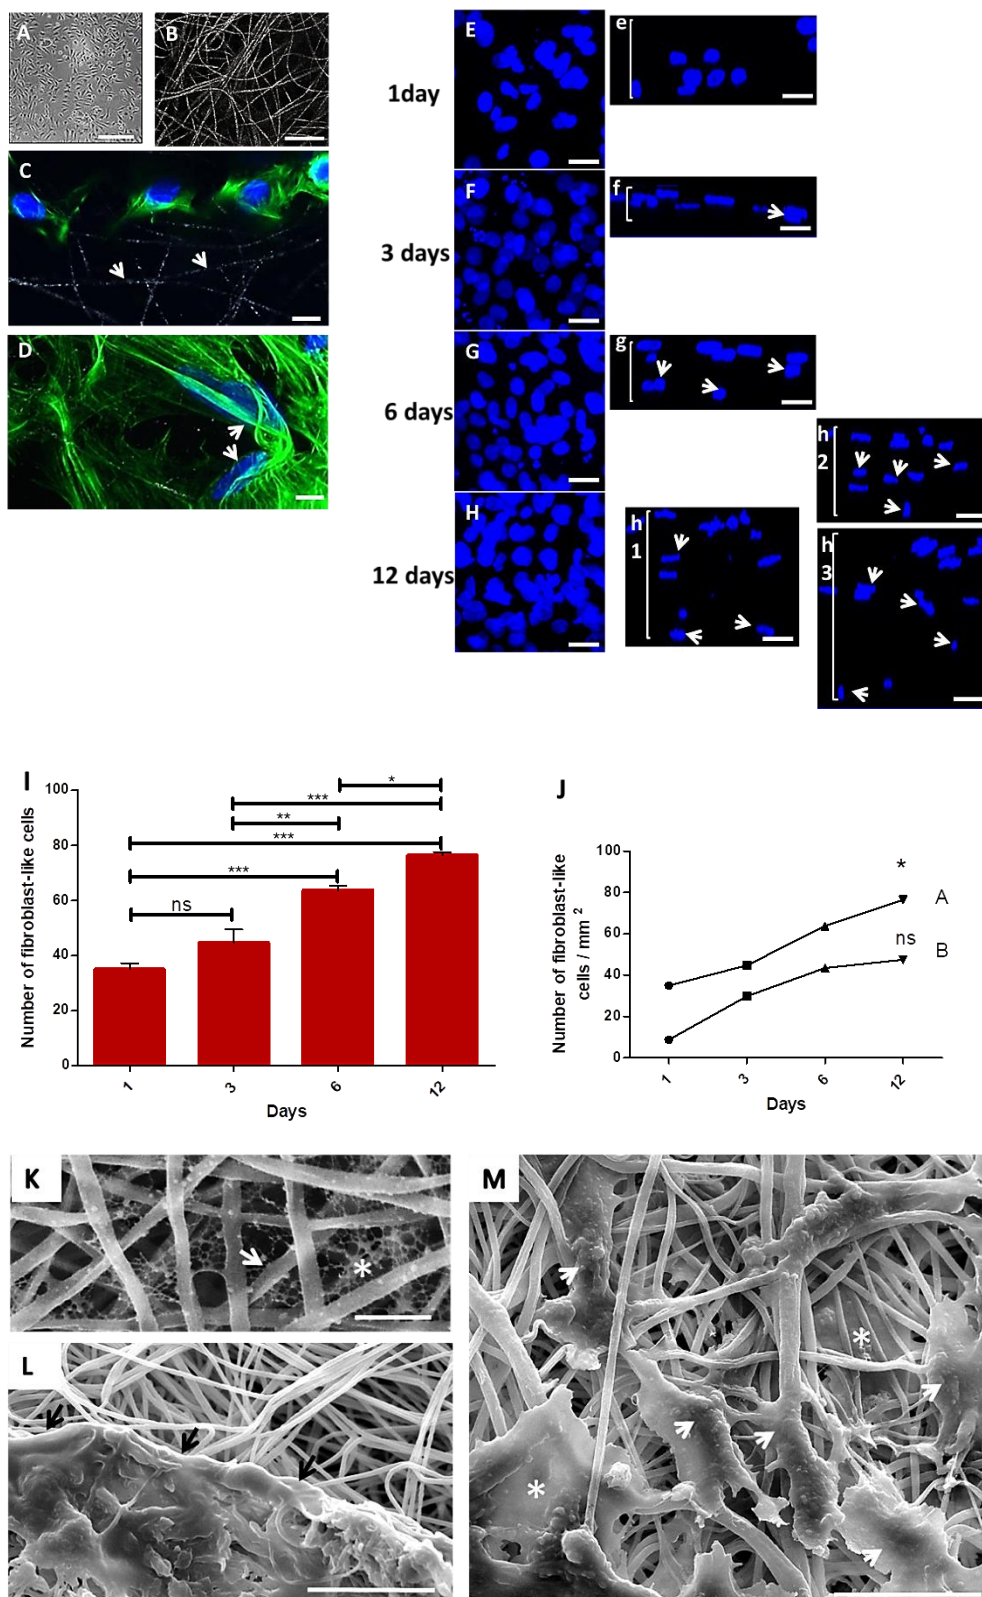 A
B
C
D
1day
E
e
3 days
F
f
6 days
G
g
12 days
H
h
1
h
2
h
3
I
Number of fibroblast-like cells
100
80
60
40
20
0
*
***
**
***
***
ns
1
3
6
12
Days
J
Number of fibroblast-like
cells / mm 2
100
80
60
40
20
0
*
A
ns
B
1
3
6
12
Days
K
*
L
M
*
*